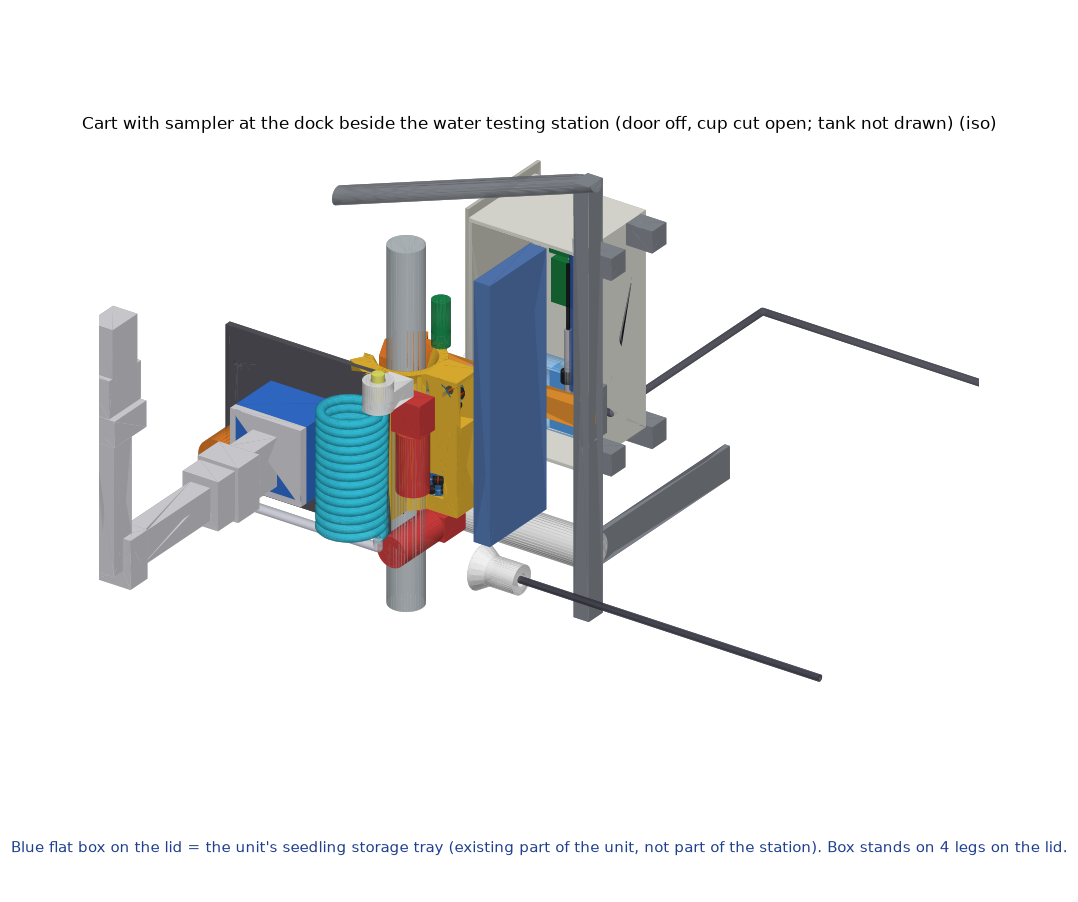 Cart with sampler at the dock beside the water testing station (door off, cup cut open; tank not drawn) (iso)
Blue flat box on the lid = the unit's seedling storage tray (existing part of the unit, not part of the station). Box stands on 4 legs on the lid.